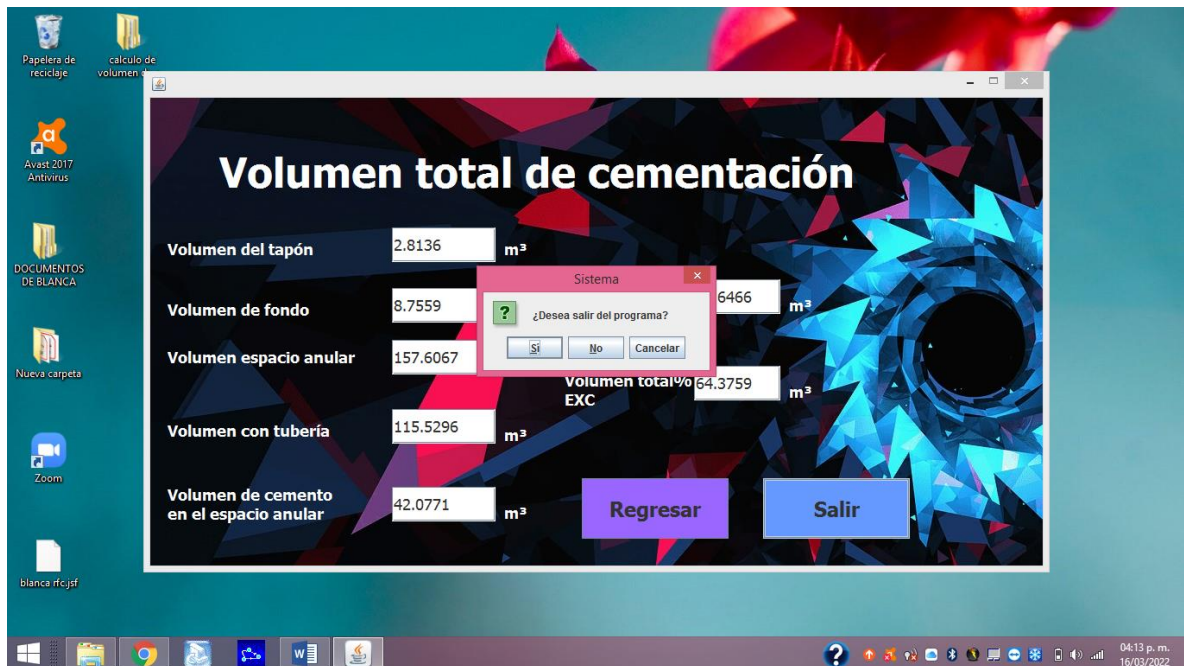 Papelera de
reciclaje
calculo de
volumen d
Avast 2017
Antivirus
DOCUMENTOS
DE BLANCA
Nueva carpeta
Zoom
blanca rfc.jsf
Volumen total de cementación
Volumen del tapón
2.8136
m³
Volumen de fondo
8.7559
6466
m³
Volumen espacio anular
157.6067
Volumen total%
EXC
64.3759
m³
Volumen con tubería
115.5296
m³
Volumen de cemento
en el espacio anular
42.0771
m³
Regresar
Salir
Sistema
¿Desea salir del programa?
Sí
No
Cancelar
04:13 p. m.
16/03/2022